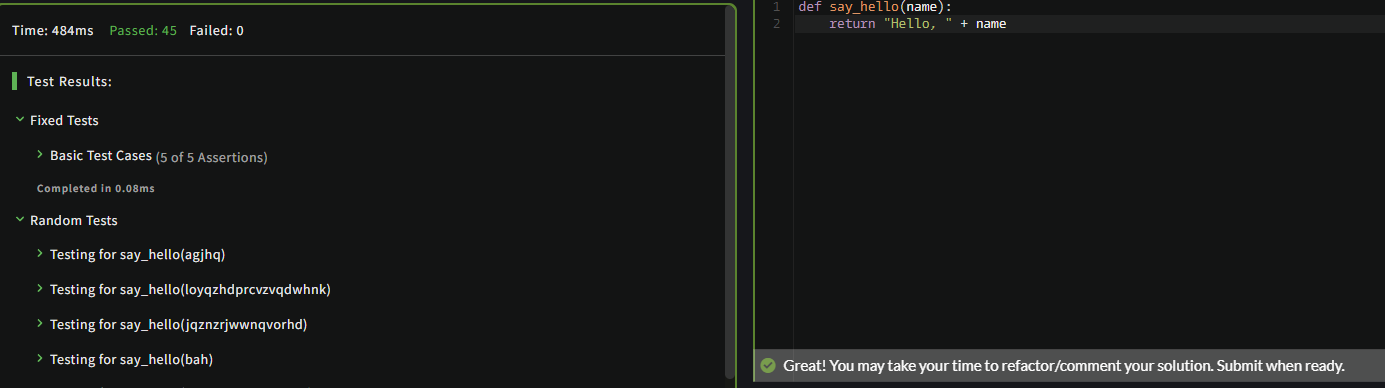 Time: 484ms Passed: 45 Failed: 0
Test Results:
Fixed Tests
Basic Test Cases (5 of 5 Assertions)
Completed in 0.08ms
Random Tests
Testing for say_hello(agjhq)
Testing for say_hello(loyqzhdprcvzvqdwhnk)
Testing for say_hello(jqznzrjwwnqvorhd)
Testing for say_hello(bah)
1 def say_hello(name):
2 return "Hello, " + name
Great! You may take your time to refactor/comment your solution. Submit when ready.